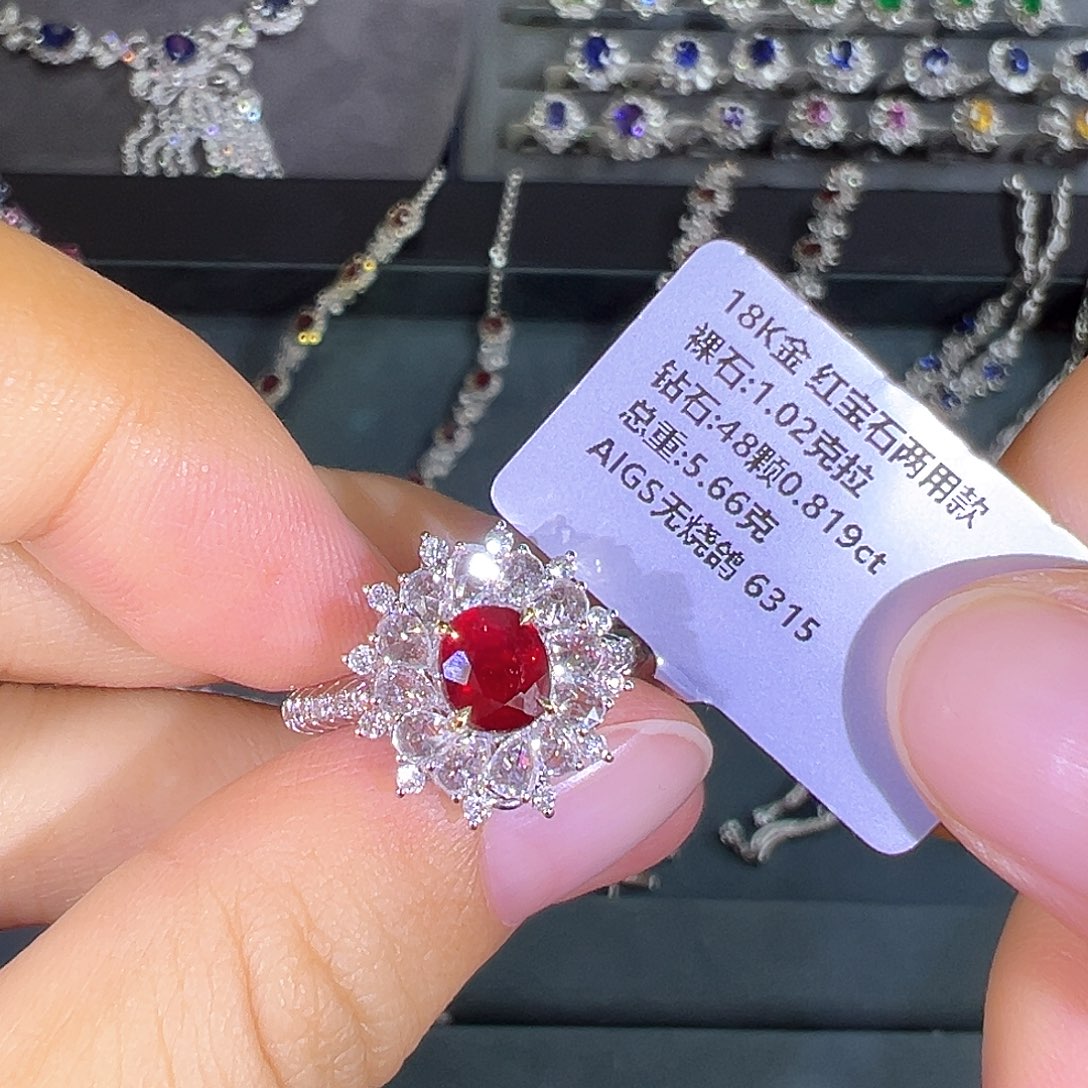 18K金 红宝石两用款
裸石:1.02克拉
钻石:48颗0.819ct
总重:5.66克
AIGS无烧鸽 6315